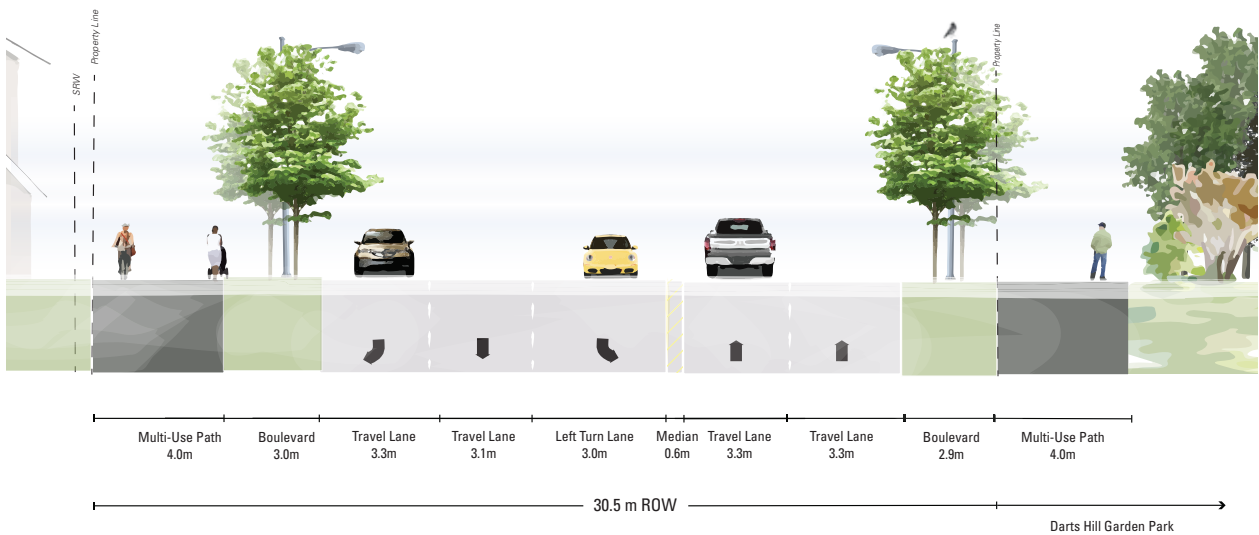 SRW
Property Line
Property Line
Multi-Use Path
4.0m
Boulevard
3.0m
Travel Lane
3.3m
Travel Lane
3.1m
Left Turn Lane
3.0m
Median
0.6m
Travel Lane
3.3m
Travel Lane
3.3m
Boulevard
2.9m
Multi-Use Path
4.0m
30.5 m ROW
Darts Hill Garden Park